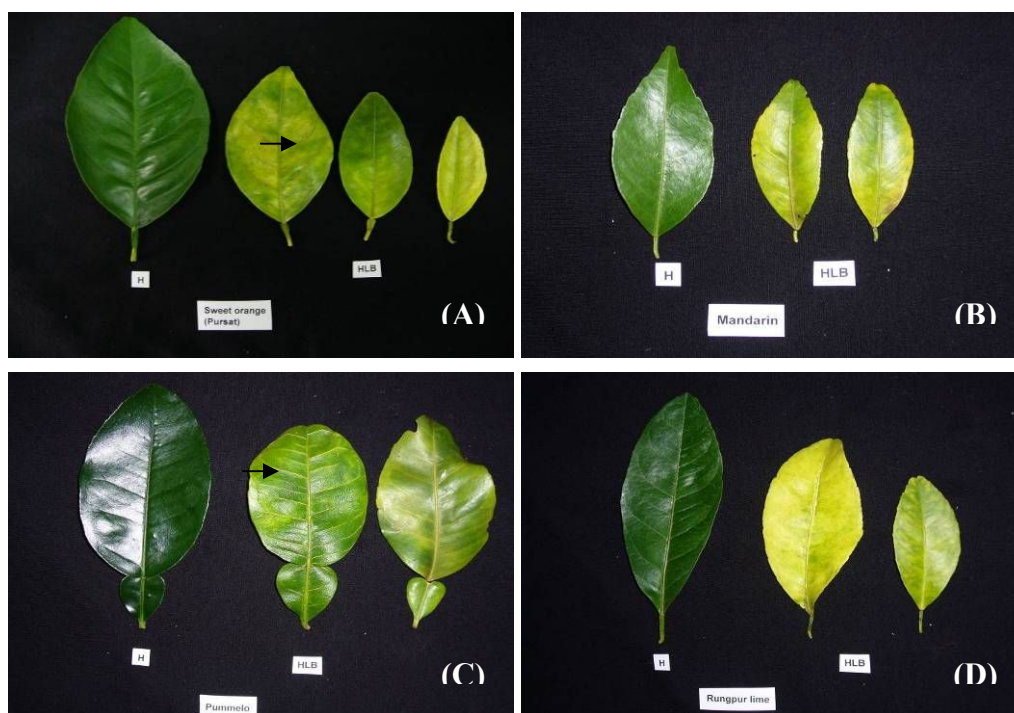 H
HLB
Sweet orange
(Pursat)
(A)
H
HLB
Mandarin
(B)
H
HLB
Pummelo
(C)
H
HLB
Rungpur lime
(D)